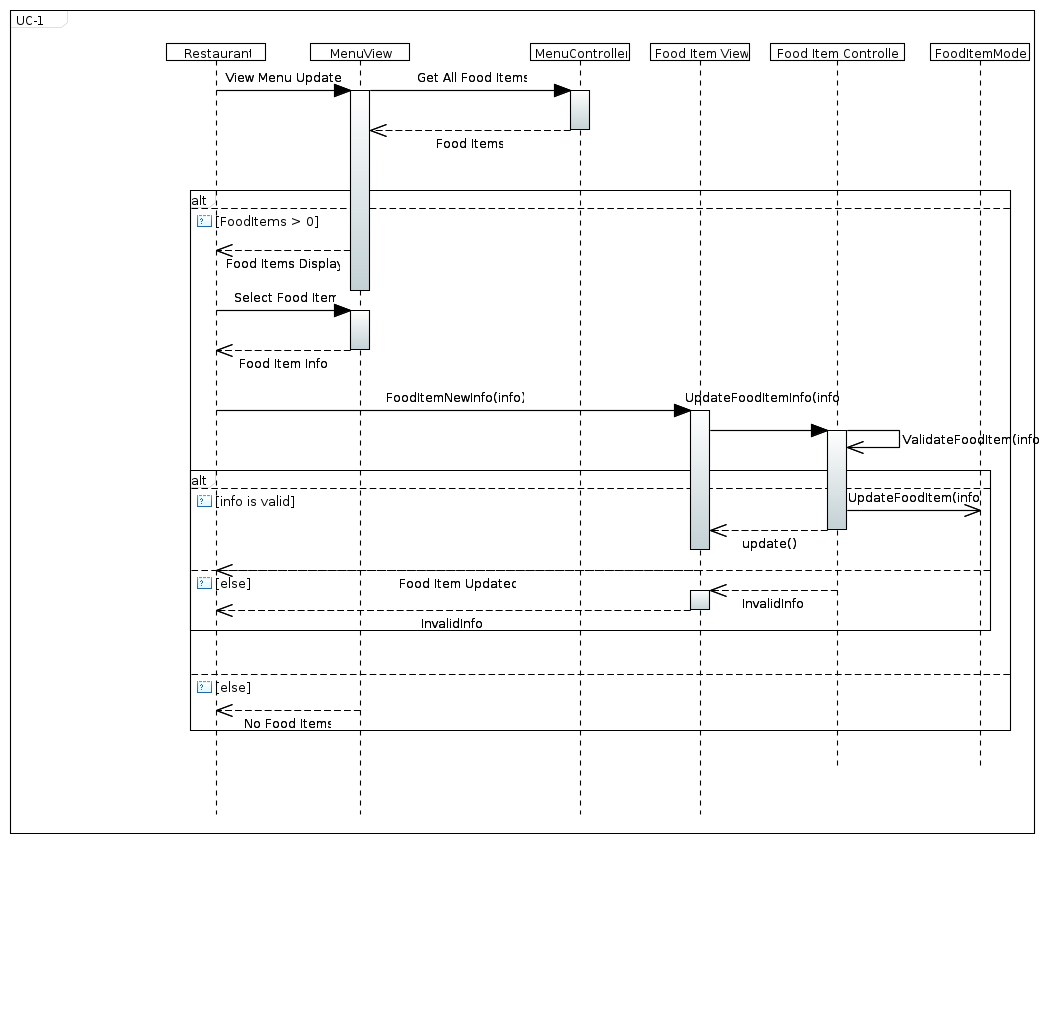 UC-1
Restaurant
MenuView
MenuController
Food Item View
Food Item Controlle
FoodItemMode
View Menu Update
Get All Food Items
Food Items
alt
? [FoodItems > 0]
Food Items Display
Select Food Item
Food Item Info
FoodItemNewInfo(info)
UpdateFoodItemInfo(info
ValidateFoodItem(info
alt
? [info is valid]
UpdateFoodItem(info
update()
? [else]
Food Item Updated
InvalidInfo
InvalidInfo
? [else]
No Food Items